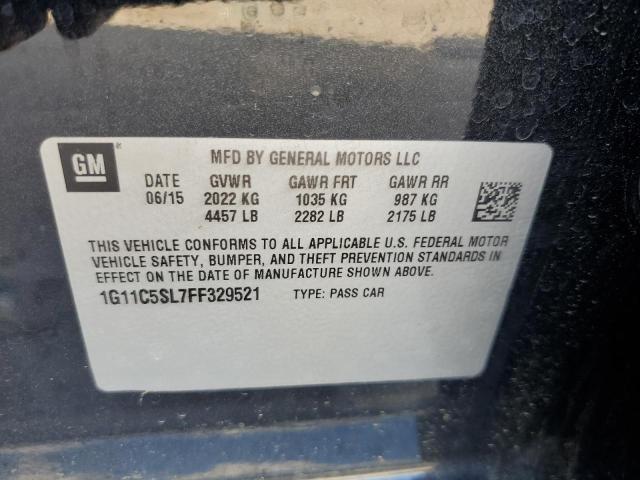 GM
MFD BY GENERAL MOTORS LLC
DATE GVWR GAWR FRT GAWR RR
06/15 2022 KG 1035 KG 987 KG
4457 LB 2282 LB 2175 LB
THIS VEHICLE CONFORMS TO ALL APPLICABLE U.S. FEDERAL MOTOR
VEHICLE SAFETY, BUMPER, AND THEFT PREVENTION STANDARDS IN
EFFECT ON THE DATE OF MANUFACTURE SHOWN ABOVE.
1G11C5SL7FF329521 TYPE: PASS CAR